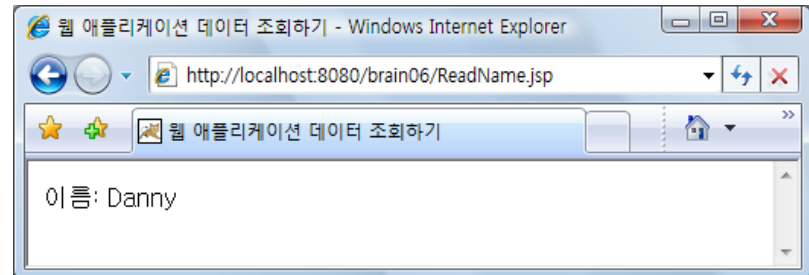 웹 애플리케이션 데이터 조회하기 - Windows Internet Explorer
http://localhost:8080/brain06/ReadName.jsp
웹 애플리케이션 데이터 조회하기
이름: Danny